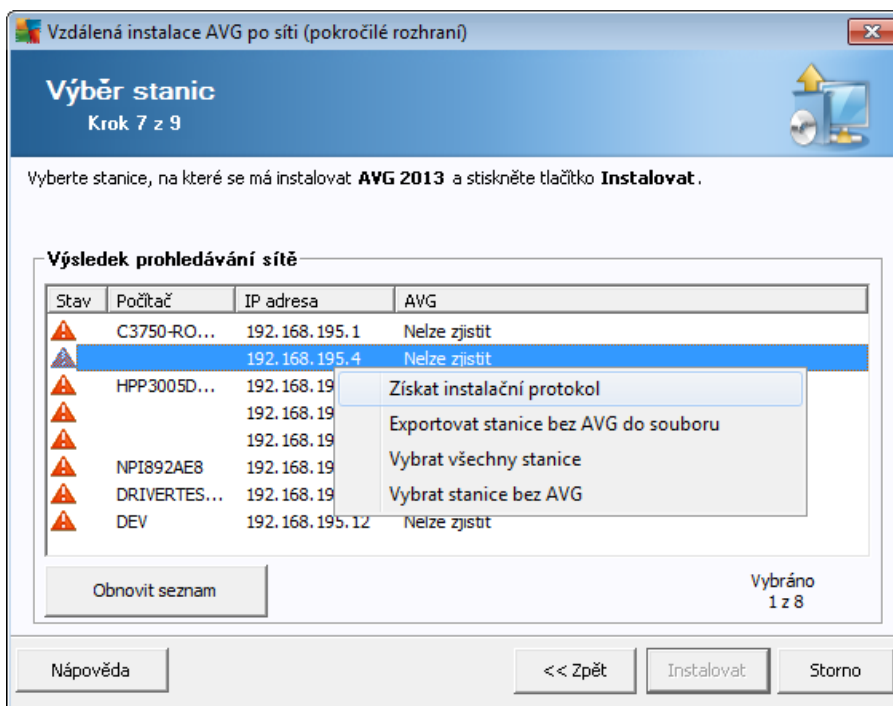 Vzdálená instalace AVG po síti (pokročilé rozhraní)
Výběr stanic
Krok 7 z 9
Vyberte stanice, na které se má instalovat AVG 2013 a stiskněte tlačítko Instalovat.
Výsledek prohledávání sítě
Stav Počítač IP adresa AVG
C3750-RO... 192.168.195.1 Nelze zjistit
192.168.195.4 Nelze zjistit
HPP3005D... 192.168.19
192.168.19
192.168.19
NPI892AE8 192.168.19
DRIVERTES... 192.168.19
DEV 192.168.195.12 Nelze zjistit
Získat instalační protokol
Exportovat stanice bez AVG do souboru
Vybrat všechny stanice
Vybrat stanice bez AVG
Obnovit seznam
Vybráno
1 z 8
Nápověda << Zpět Instalovat Storno